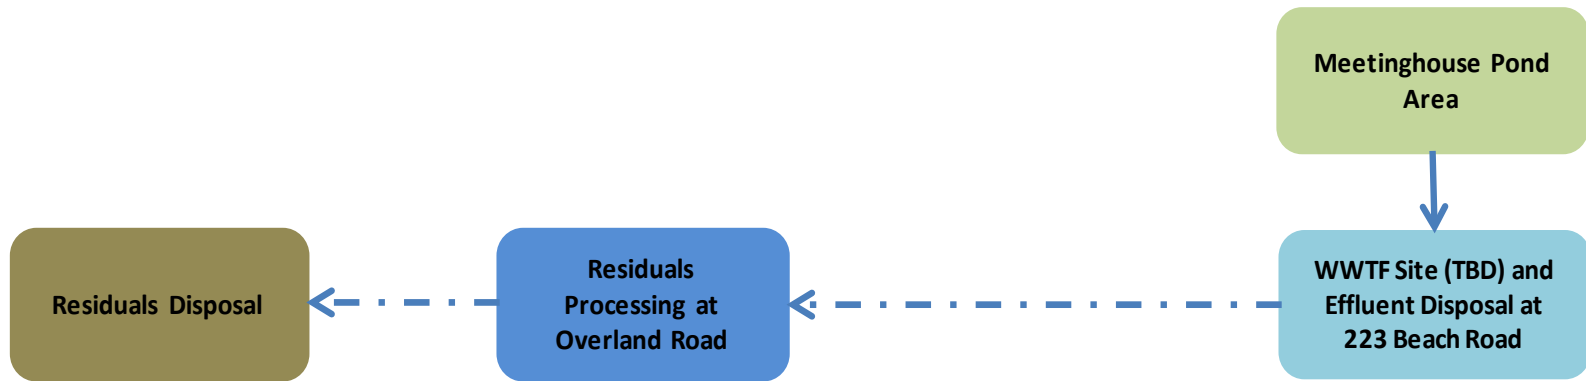 Meetinghouse Pond
Area
Residuals Disposal
Residuals
Processing at
Overland Road
WWTF Site (TBD) and
Effluent Disposal at
223 Beach Road